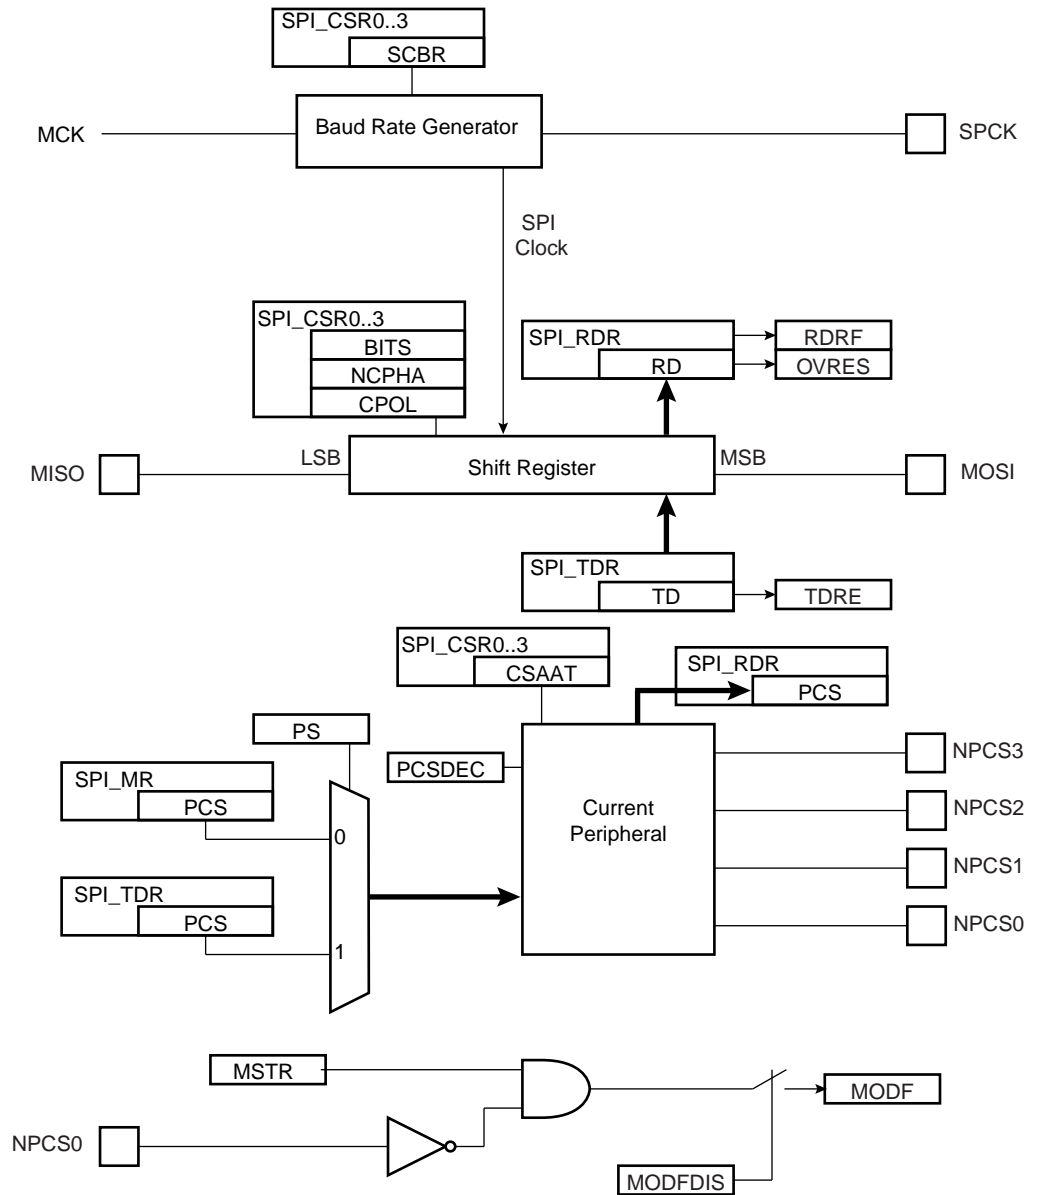 SPI_CSR0..3
SCBR
MCK
Baud Rate Generator
SPCK
SPI
Clock
SPI_CSR0..3
BITS
NCPHA
CPOL
SPI_RDR
RD
RDRF
OVRES
MISO
LSB
Shift Register
MSB
MOSI
SPI_TDR
TD
TDRE
SPI_CSR0..3
CSAAT
SPI_RDR
PCS
PS
PCSDEC
SPI_MR
PCS
0
SPI_TDR
PCS
1
Current
Peripheral
NPCS3
NPCS2
NPCS1
NPCS0
MSTR
MODF
NPCS0
MODFDIS